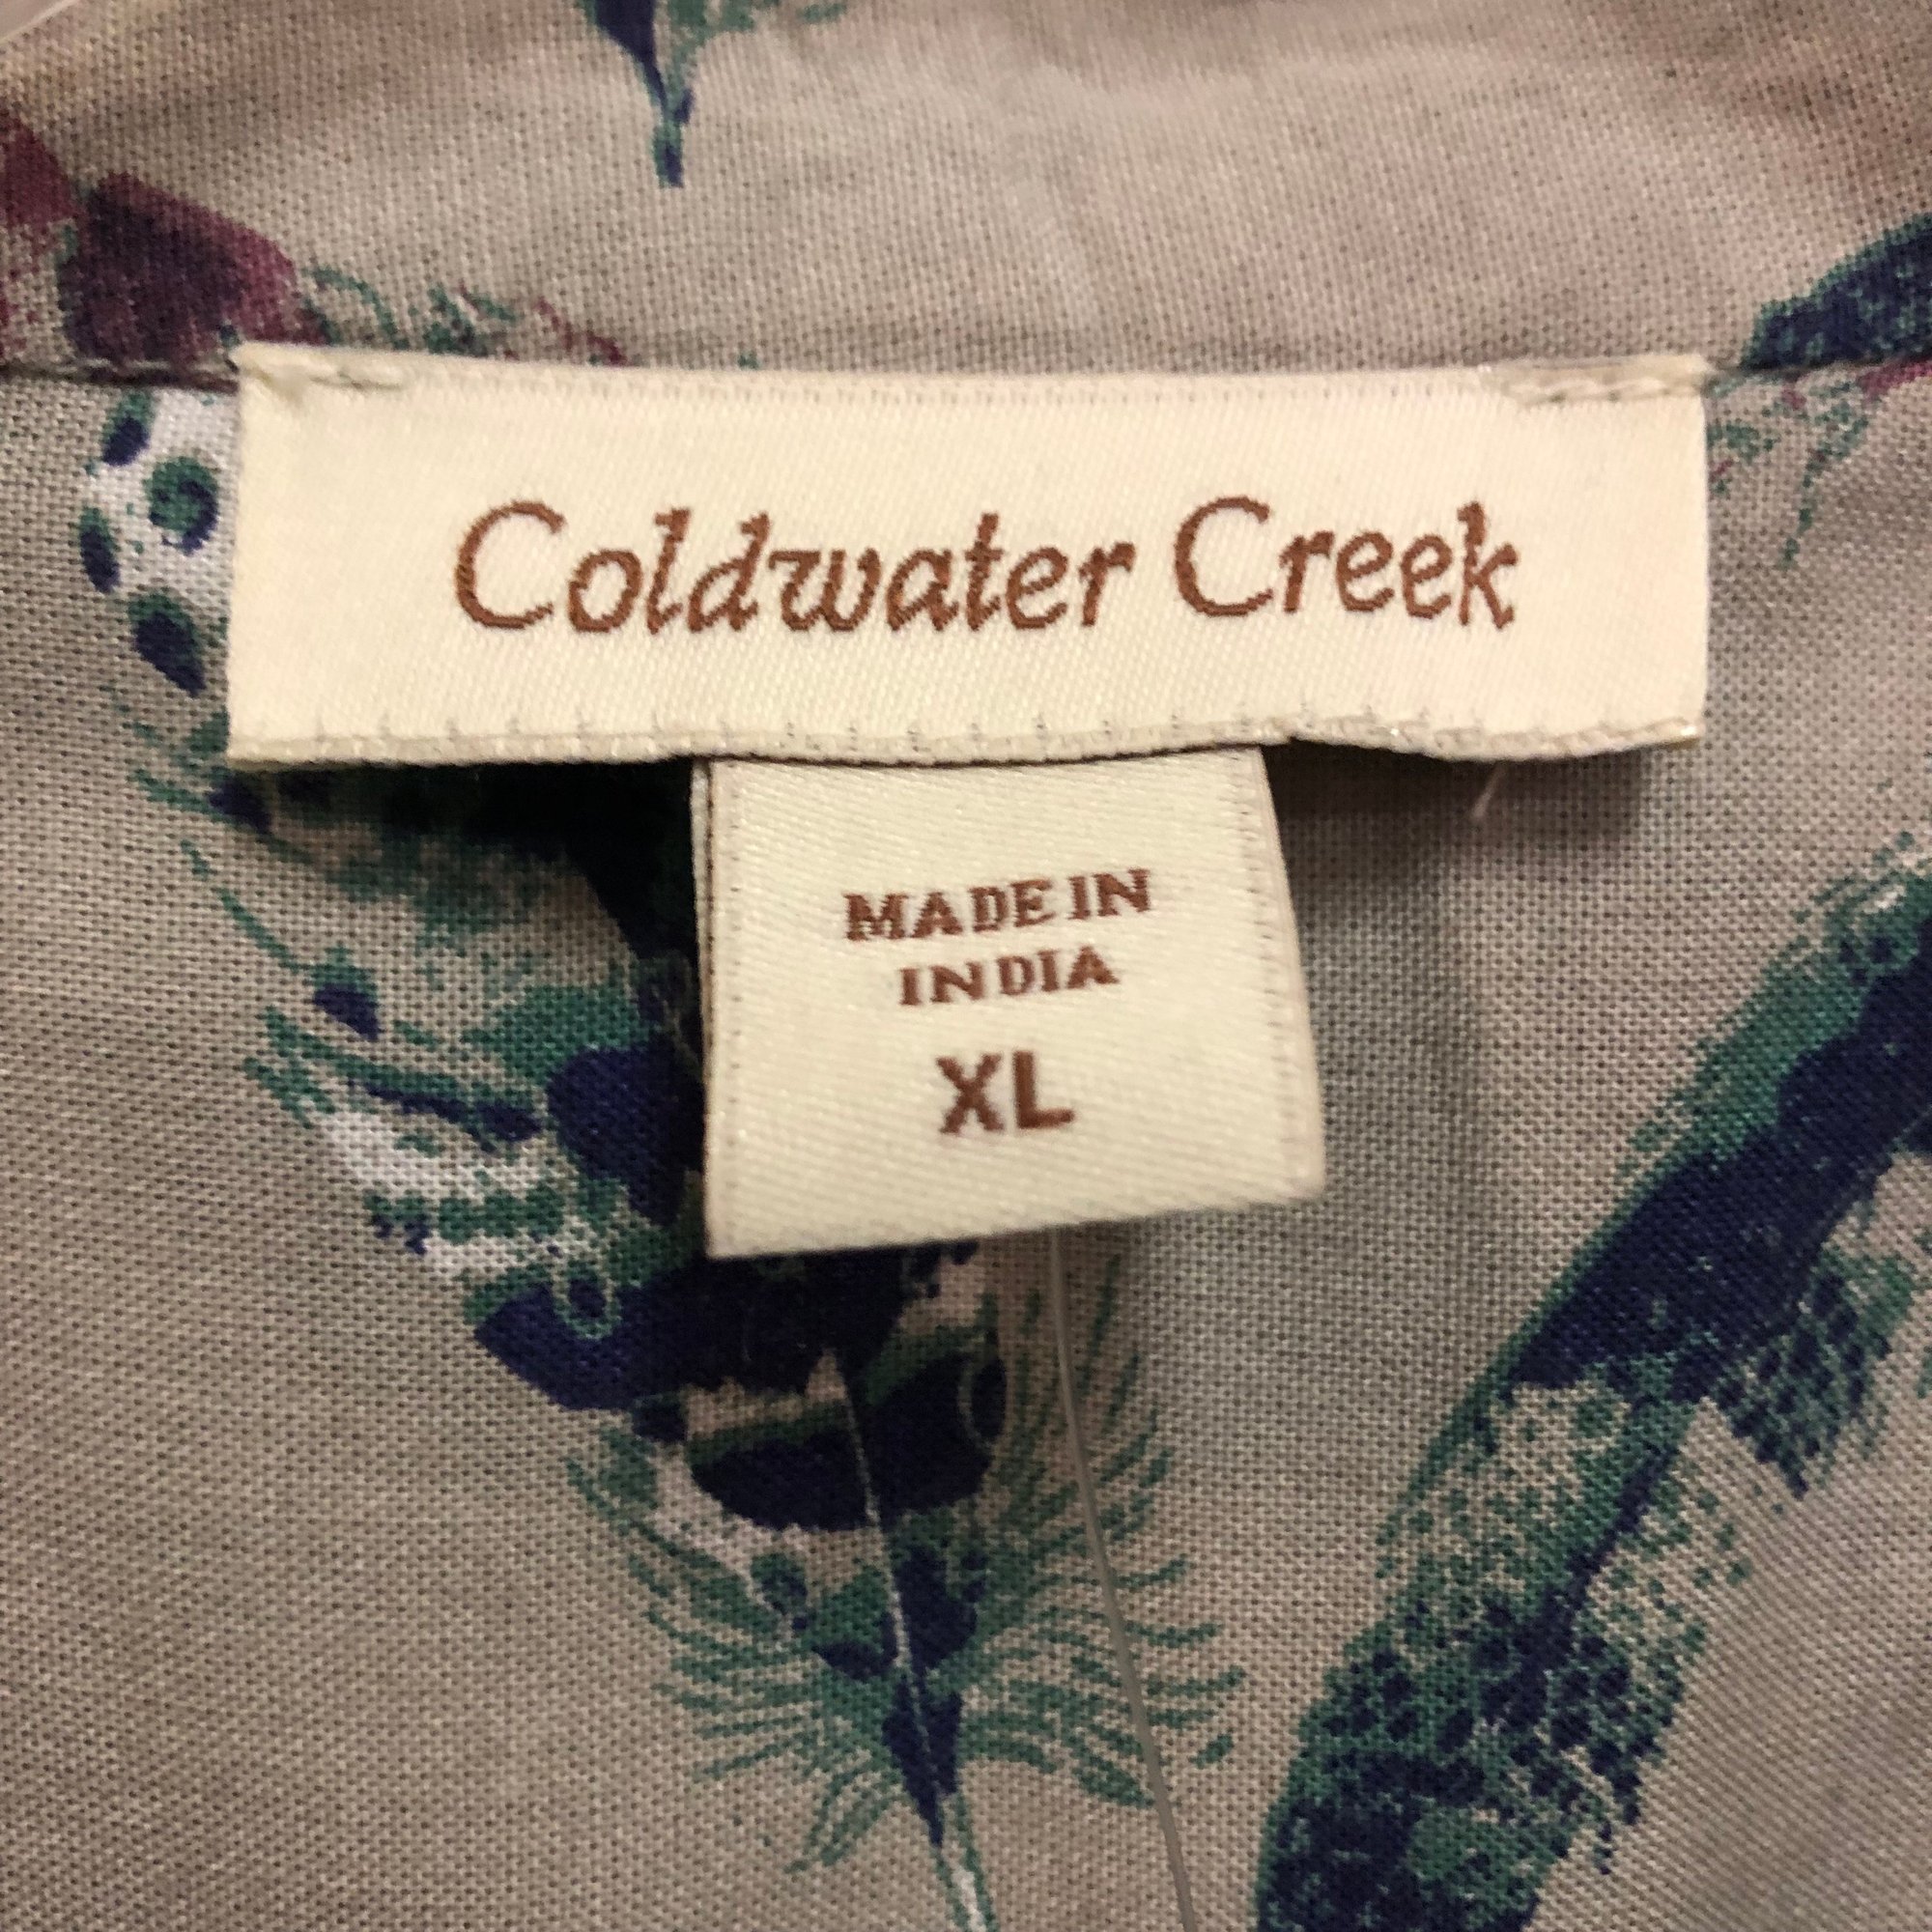 Coldwater Creek
MADE IN
INDIA
XL